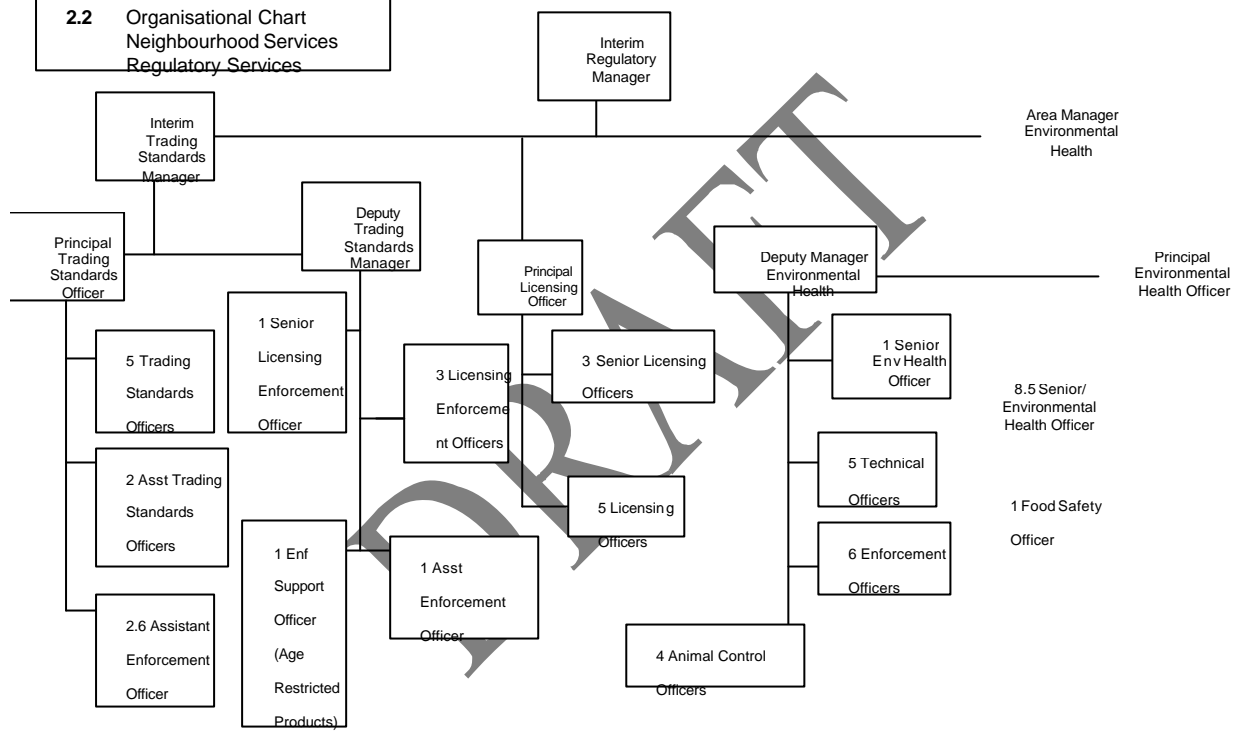 2.2 Organisational Chart
Neighbourhood Services
Regulatory Services
Interim
Regulatory
Manager
Interim
Trading
Standards
Manager
Area Manager
Environmental
Health
Principal
Trading
Standards
Officer
Deputy
Trading
Standards
Manager
Principal
Licensing
Officer
Deputy Manager
Environmental
Health
Principal
Environmental
Health Officer
5 Trading
Standards
Officers
2 Asst Trading
Standards
Officers
2.6 Assistant
Enforcement
Officer
1 Senior
Licensing
Enforcement
Officer
3 Licensing
Enforceme
nt Officers
1 Enf
Support
Officer
(Age
Restricted
Products)
1 Asst
Enforcement
Officer
3 Senior Licensing
Officers
5 Licensing
Officers
1 Senior
Env Health
Officer
5 Technical
Officers
6 Enforcement
Officers
4 Animal Control
Officers
8.5 Senior/
Environmental
Health Officer
1 Food Safety
Officer
DRAFT